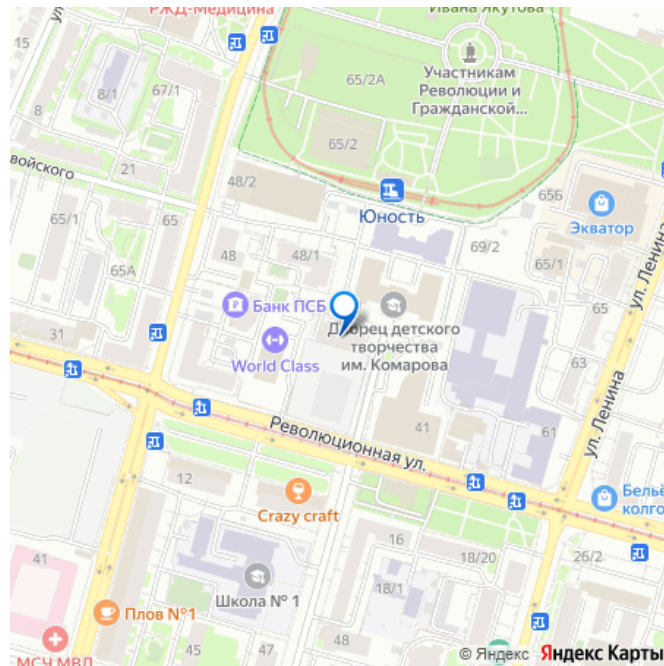 РЖД-Медицина
Ивана Якутова
ул.
8/1
67/1
65/2А
Участникам
Революции и
Гражданской...
8
65/2
21
войского
48/2
Юность
65Б
Экватор
65/1
65
48
48/1
69/2
65А
65/1
ул. Ленина
Банк ПСБ
Дворец детского
творчества
им. Комарова
65
31
World Class
63
41
61
ул. Ленина
Революционная ул.
12
Crazy craft
Бельё
колго
16
18/20
26/2
41
Школа № 1
18/1
Плов №1
45
47
48
МСЧ МВД
© Яндекс Яндекс Карты